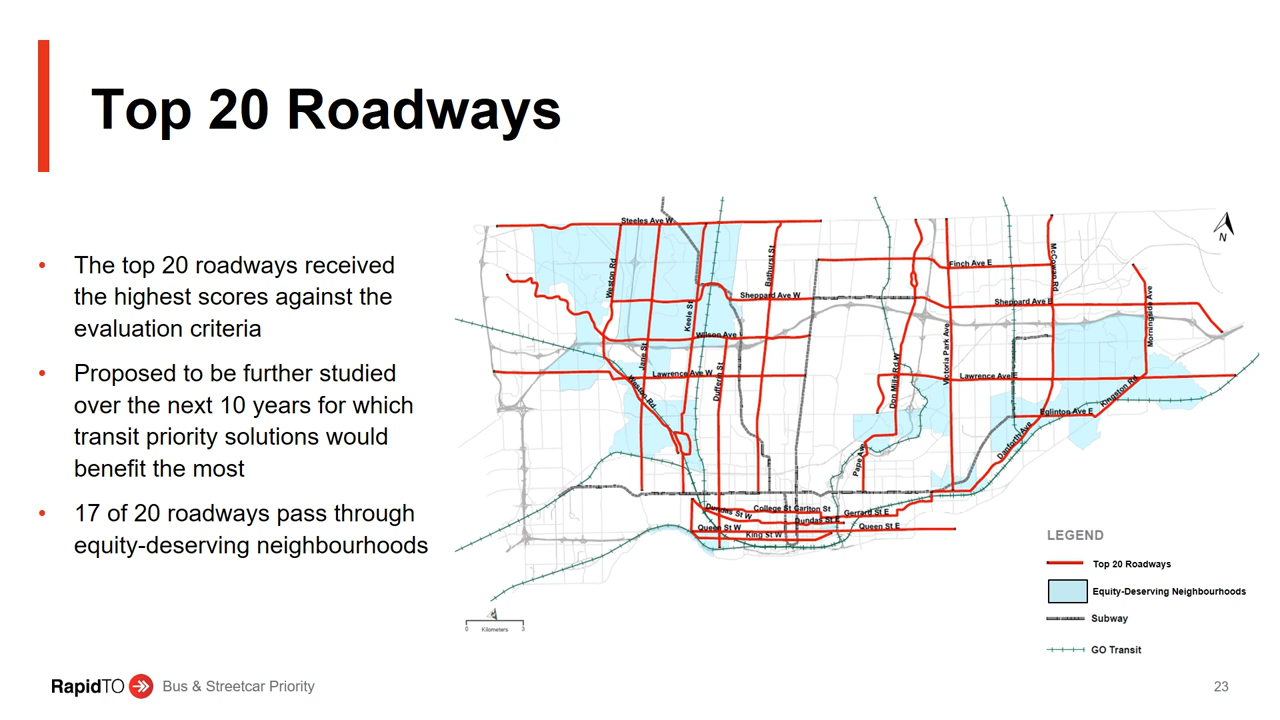 Top 20 Roadways
• The top 20 roadways received
the highest scores against the
evaluation criteria
• Proposed to be further studied
over the next 10 years for which
transit priority solutions would
benefit the most
• 17 of 20 roadways pass through
equity-deserving neighbourhoods
Steeles Ave W
N
Weston Rd
Bathurst St
McCowan Rd
Finch Ave E
Sheppard Ave W
Sheppard Ave E
Keele St
Morningside Ave
Wilson Ave
Victoria Park Ave
Jane St
Lawrence Ave W
Dufferin St
Don Mills Rd W
Lawrence Ave E
Weston Rd
Kingston Rd
Eglinton Ave E
Danforth Ave
Pape Ave
Dundas St W
College St
Carlton St
Gerrard St E
Dundas St E
Queen St W
Queen St E
King St W
LEGEND
Top 20 Roadways
Equity-Deserving Neighbourhoods
Subway
GO Transit
0 Kilometers 3
RapidTO Bus & Streetcar Priority
23